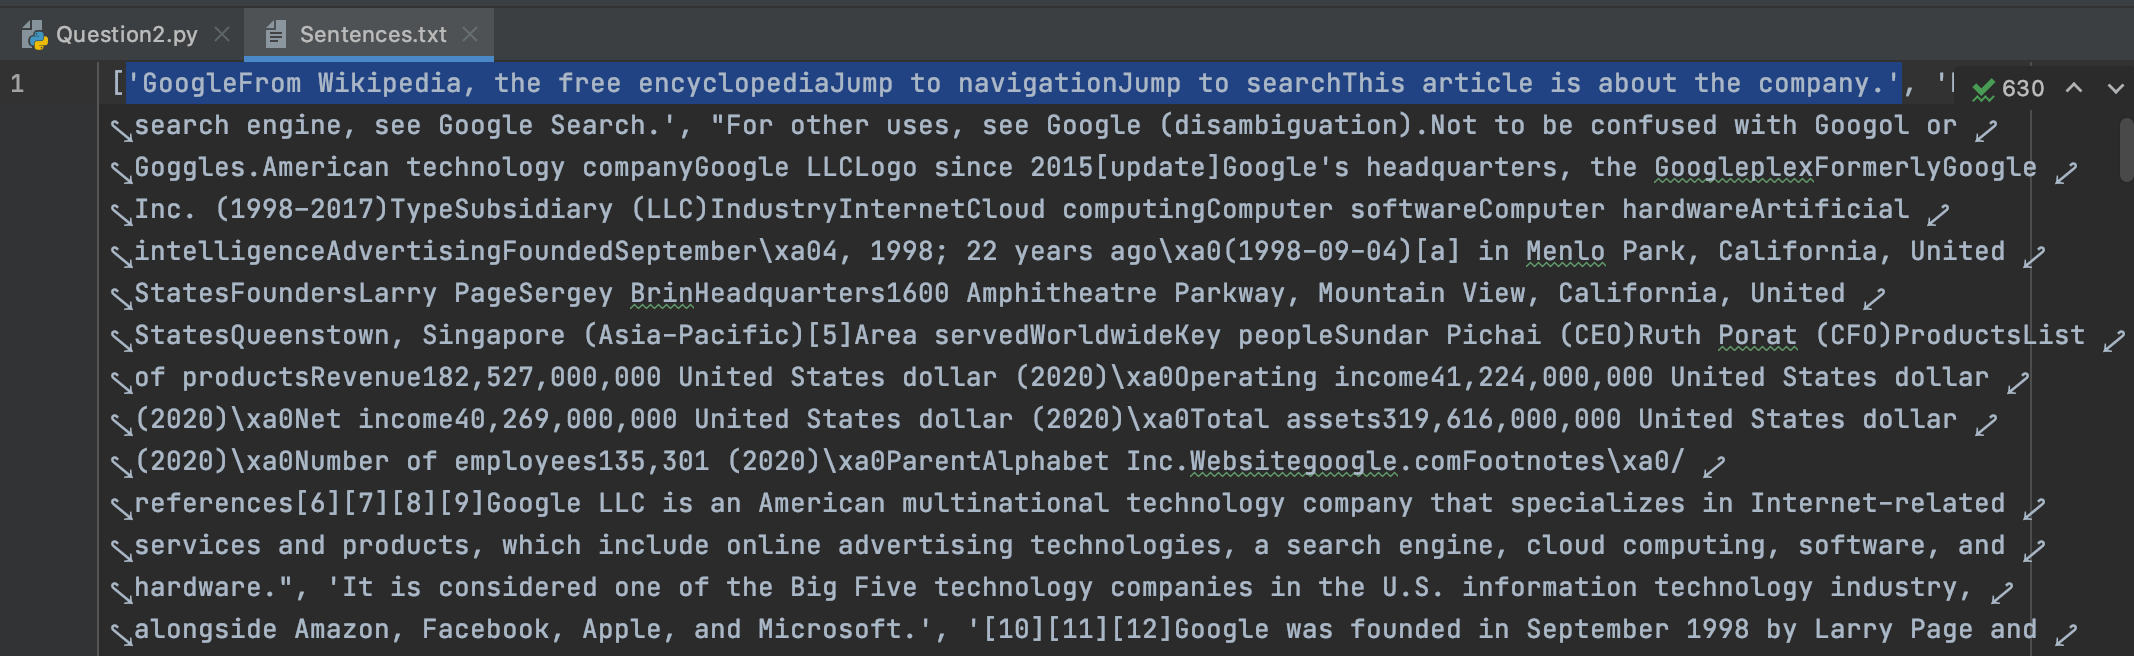 Question2.py Sentences.txt
1 ['GoogleFrom Wikipedia, the free encyclopediaJump to navigationJump to searchThis article is about the company.', ' 630
search engine, see Google Search.', "For other uses, see Google (disambiguation).Not to be confused with Googol or
Goggles.American technology companyGoogle LLCLogo since 2015[update]Google's headquarters, the GoogleplexFormerlyGoogle
Inc. (1998-2017)TypeSubsidiary (LLC)IndustryInternetCloud computingComputer softwareComputer hardwareArtificial
intelligenceAdvertisingFoundedSeptember\xa04, 1998; 22 years ago\xa0(1998-09-04)[a] in Menlo Park, California, United
StatesFoundersLarry PageSergey BrinHeadquarters1600 Amphitheatre Parkway, Mountain View, California, United
StatesQueenstown, Singapore (Asia-Pacific)[5]Area servedWorldwideKey peopleSundar Pichai (CEO)Ruth Porat (CFO)ProductsList
of productsRevenue182,527,000,000 United States dollar (2020)\xa0Operating income41,224,000,000 United States dollar
(2020)\xa0Net income40,269,000,000 United States dollar (2020)\xa0Total assets319,616,000,000 United States dollar
(2020)\xa0Number of employees135,301 (2020)\xa0ParentAlphabet Inc.Websitegoogle.comFootnotes\xa0/
references[6][7][8][9]Google LLC is an American multinational technology company that specializes in Internet-related
services and products, which include online advertising technologies, a search engine, cloud computing, software, and
hardware.", 'It is considered one of the Big Five technology companies in the U.S. information technology industry,
alongside Amazon, Facebook, Apple, and Microsoft.', '[10][11][12]Google was founded in September 1998 by Larry Page and